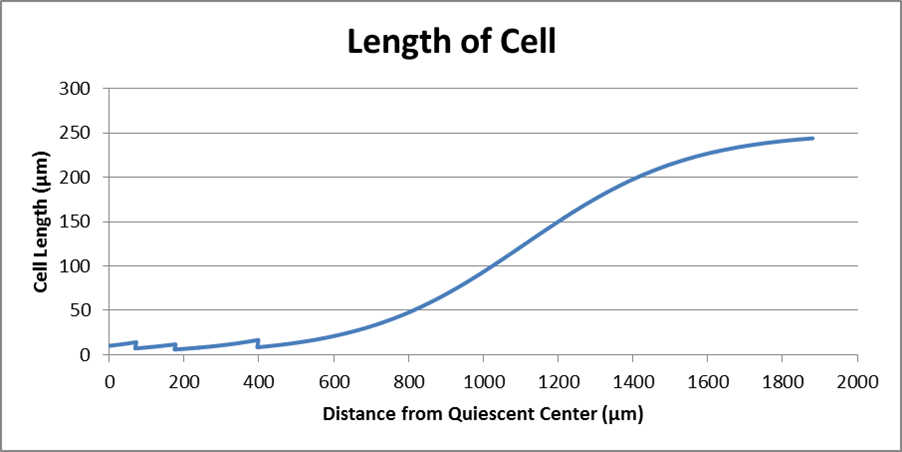 Length of Cell
300
250
200
150
100
50
0
Cell Length (µm)
0 200 400 600 800 1000 1200 1400 1600 1800 2000
Distance from Quiescent Center (µm)